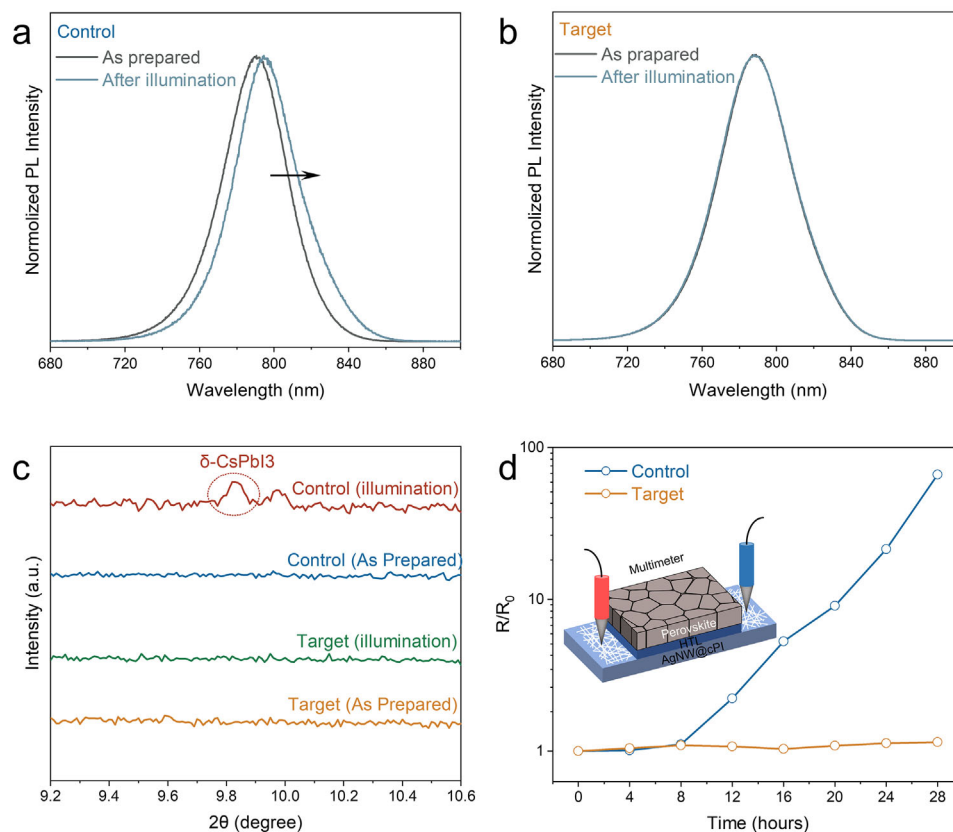 a
Control
As prepared
After illumination
Normolized PL Intensity
680 720 760 800 840 880
Wavelength (nm)
b
Target
As prapared
After illumination
Normolized PL Intensity
680 720 760 800 840 880
Wavelength (nm)
c
δ-CsPbI3
Control (illumination)
Control (As Prepared)
Target (illumination)
Target (As Prepared)
Intensity (a.u.)
9.2 9.4 9.6 9.8 10.0 10.2 10.4 10.6
2θ (degree)
d
Control
Target
100
10
1
R/R0
Multimeter
Perovskite
HTL
AgNW@cPI
0 4 8 12 16 20 24 28
Time (hours)